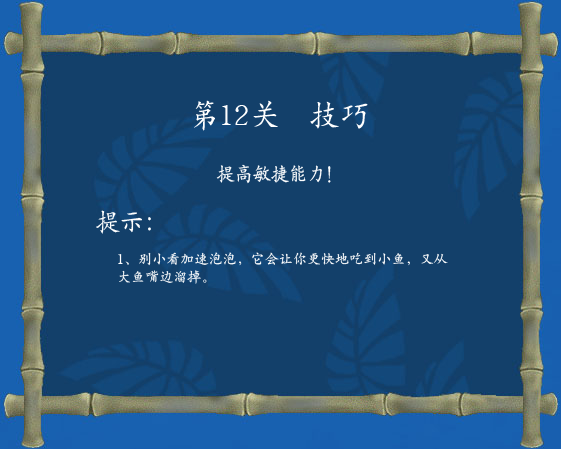 第12关　技巧
提高敏捷能力!
提示:
1、别小看加速泡泡，它会让你更快地吃到小鱼，又从
大鱼嘴边溜掉。